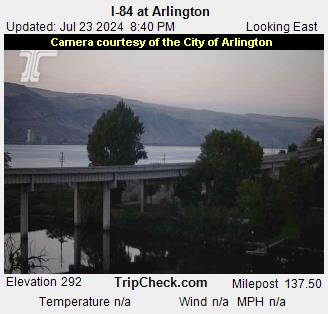 I-84 at Arlington
Updated: Jul 23 2024 8:40 PM Looking East
Camera courtesy of the City of Arlington
Elevation 292 TripCheck.com Milepost 137.50
Temperature n/a Wind n/a MPH n/a